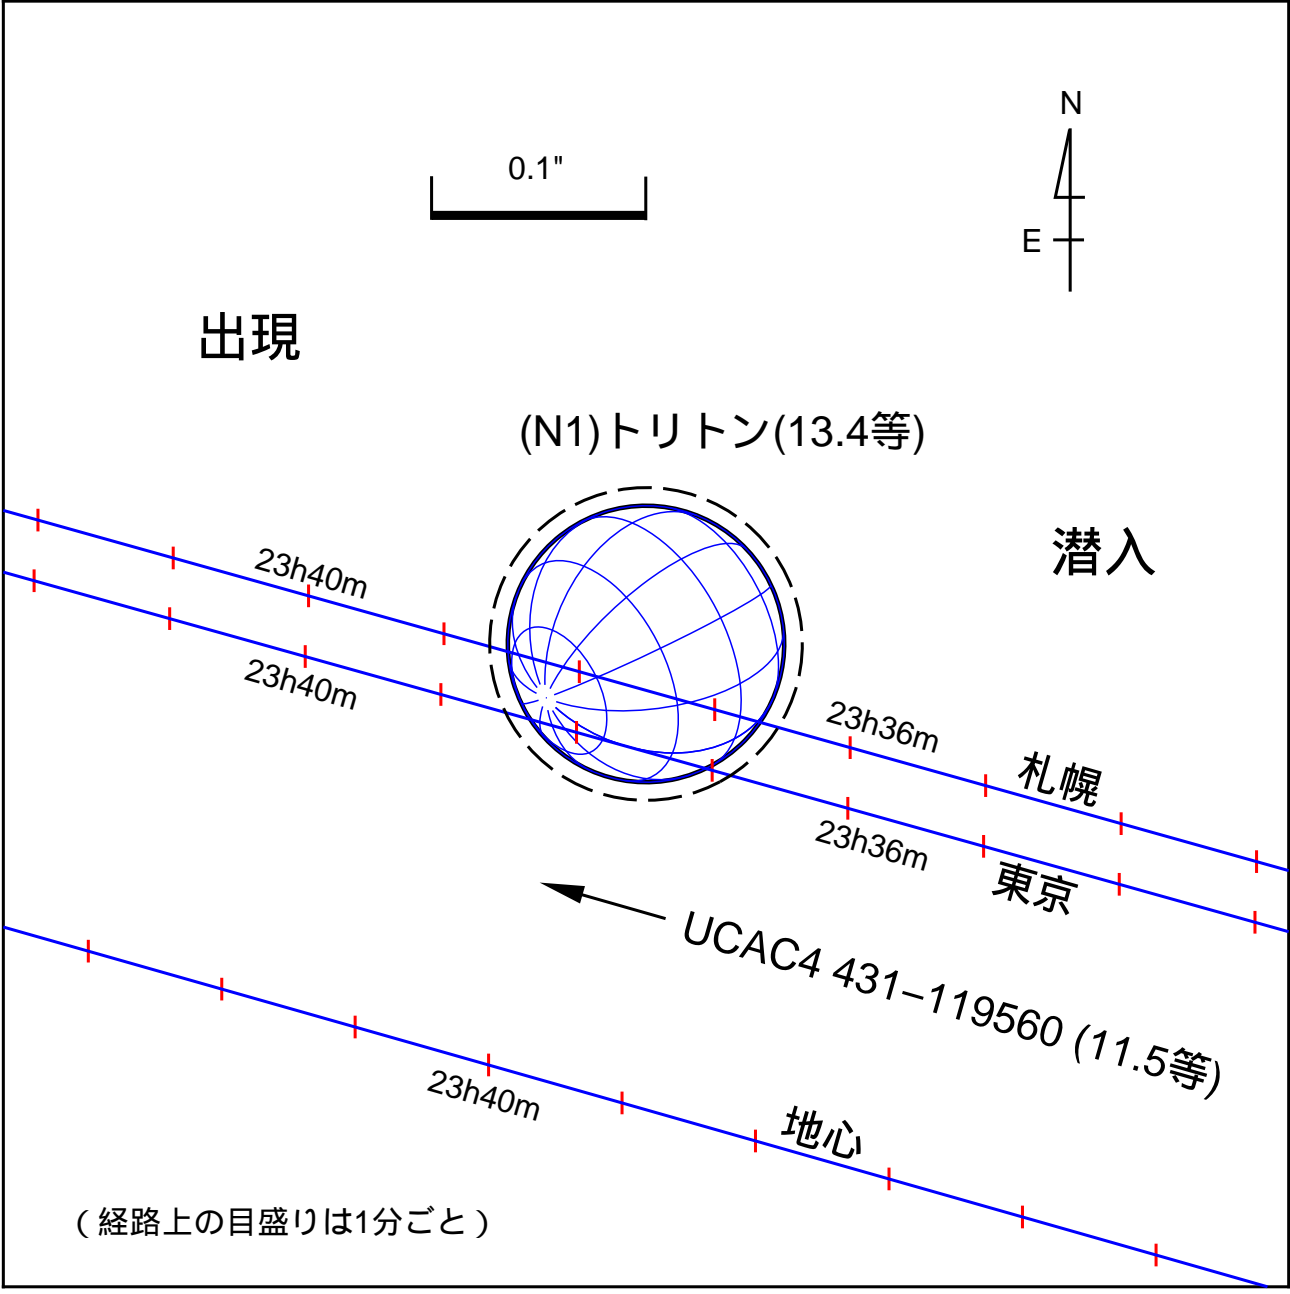 N
0.1"
E
出現
(N1)トリトン(13.4等)
潜入
23h40m
23h40m
23h36m
札幌
23h36m
東京
UCAC4 431−119560 (11.5等)
23h40m
地心
（経路上の目盛りは1分ごと）